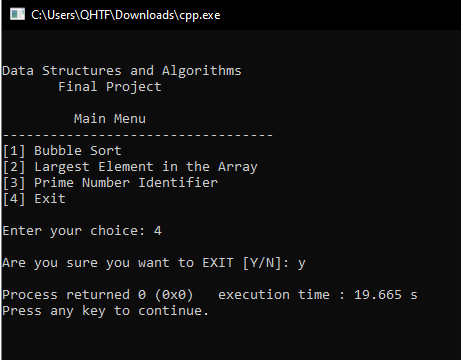 C:\Users\QHTF\Downloads\cpp.exe
Data Structures and Algorithms
Final Project
Main Menu
----------------------------------
[1] Bubble Sort
[2] Largest Element in the Array
[3] Prime Number Identifier
[4] Exit
Enter your choice: 4
Are you sure you want to EXIT [Y/N]: y
Process returned 0 (0x0)   execution time : 19.665 s
Press any key to continue.